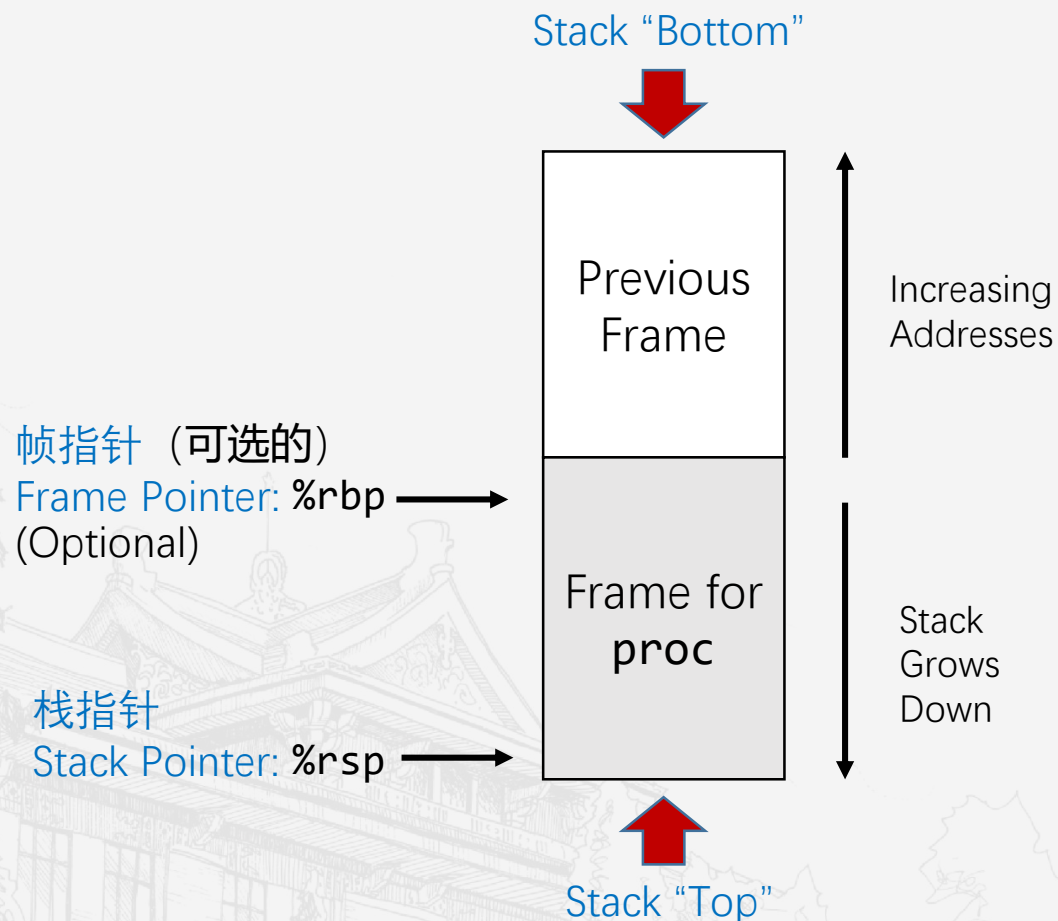 Stack “Bottom”
Previous
Frame
Increasing
Addresses
帧指针（可选的）
Frame Pointer: %rbp
(Optional)
Frame for
proc
Stack
Grows
Down
栈指针
Stack Pointer: %rsp
Stack “Top”